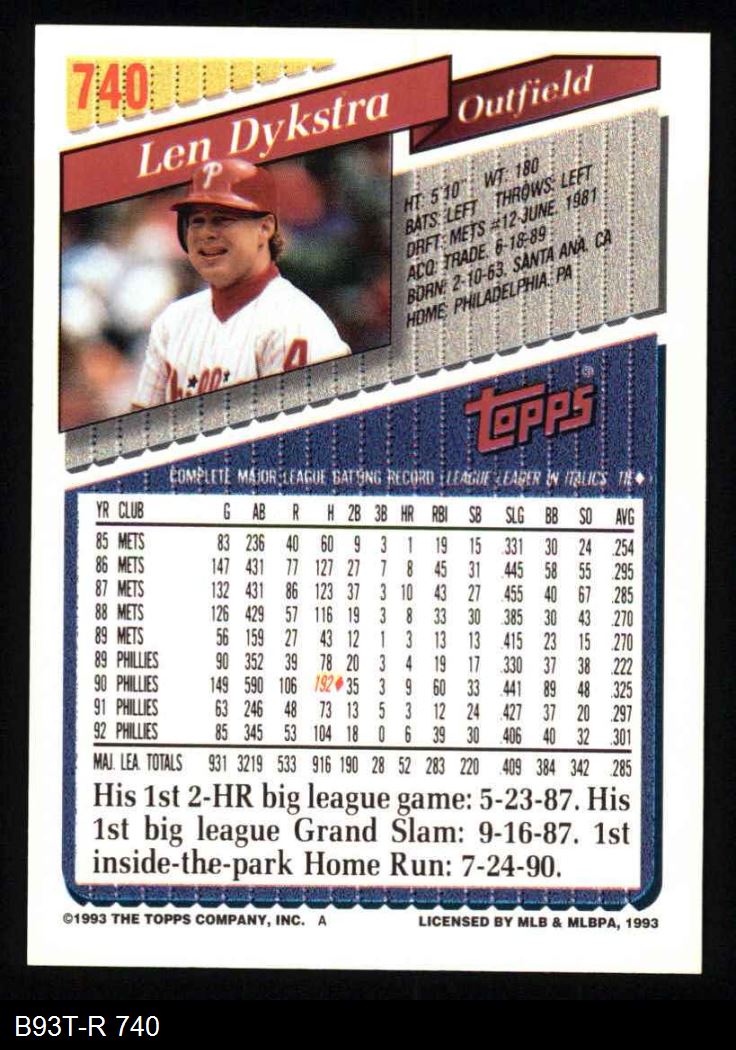 740
Len Dykstra
Outfield
HT: 5'10" WT: 180
BATS: LEFT THROWS: LEFT
DRFT: METS #12-JUNE, 1981
ACQ: TRADE, 6-18-89
BORN: 2-10-63, SANTA ANA, CA
HOME: PHILADELPHIA, PA
P
Phillies
4
topps®
COMPLETE MAJOR LEAGUE BATTING RECORD (LEAGUE LEADER IN ITALICS, TIE◆)
YR CLUB G AB R H 2B 3B HR RBI SB SLG BB SO AVG
85 METS 83 236 40 60 9 3 1 19 15 .331 30 24 .254
86 METS 147 431 77 127 27 7 8 45 31 .445 58 55 .295
87 METS 132 431 86 123 37 3 10 43 27 .455 40 67 .285
88 METS 126 429 57 116 19 3 8 33 30 .385 30 43 .270
89 METS 56 159 27 43 12 1 3 13 13 .415 23 15 .270
89 PHILLIES 90 352 39 78 20 3 4 19 17 .330 37 38 .222
90 PHILLIES 149 590 106 192◆ 35 3 9 60 33 .441 89 48 .325
91 PHILLIES 63 246 48 73 13 5 3 12 24 .427 37 20 .297
92 PHILLIES 85 345 53 104 18 0 6 39 30 .406 40 32 .301
MAJ. LEA. TOTALS 931 3219 533 916 190 28 52 283 220 .409 384 342 .285
His 1st 2-HR big league game: 5-23-87. His
1st big league Grand Slam: 9-16-87. 1st
inside-the-park Home Run: 7-24-90.
©1993 THE TOPPS COMPANY, INC. A LICENSED BY MLB & MLBPA, 1993
B93T-R 740